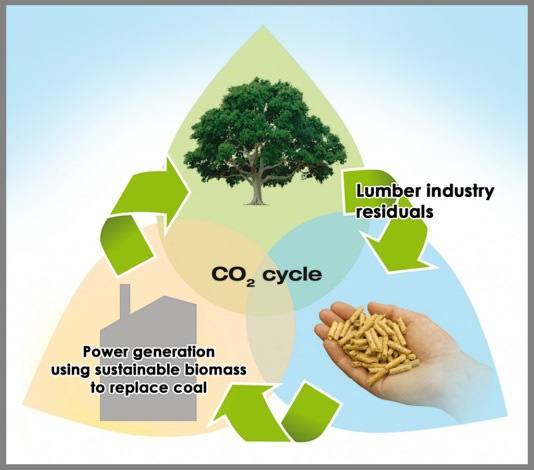 Lumber industry
residuals
CO₂ cycle
Power generation
using sustainable biomass
to replace coal